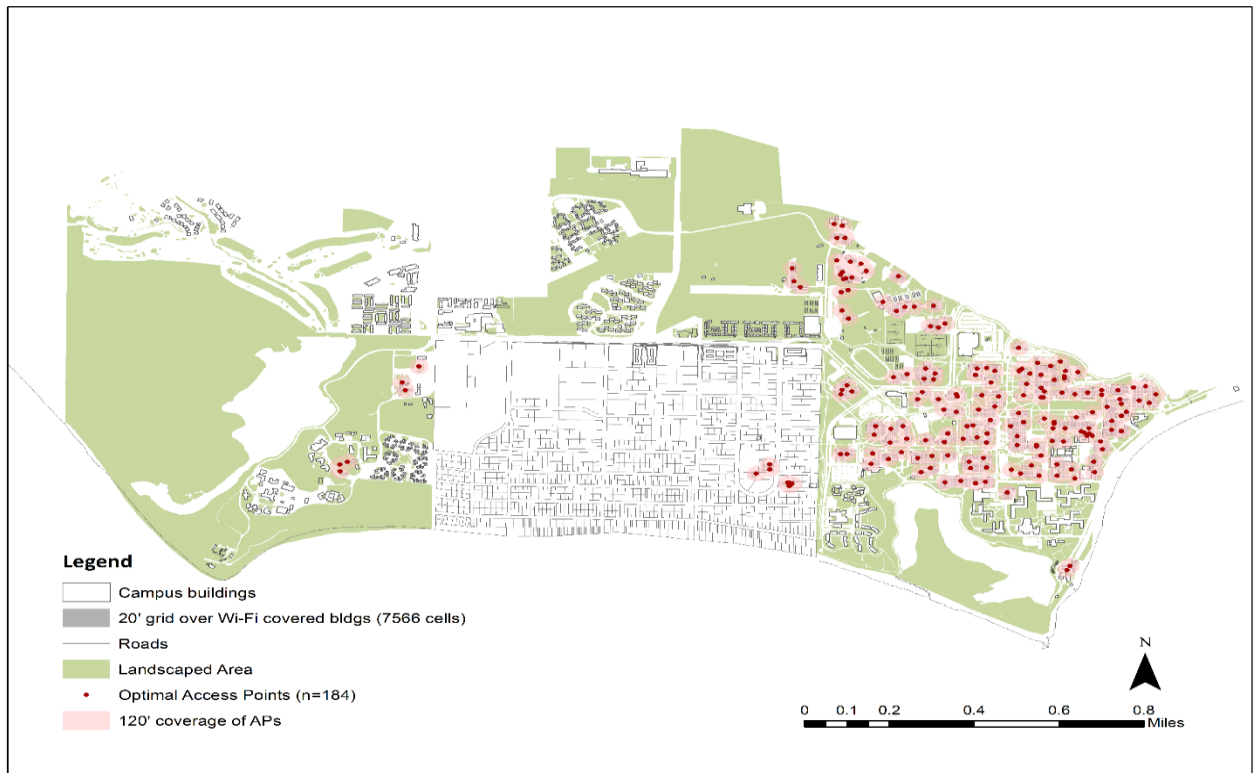 Legend
Campus buildings
20' grid over Wi-Fi covered bldgs (7566 cells)
Roads
Landscaped Area
Optimal Access Points (n=184)
120' coverage of APs
N
0 0.1 0.2 0.4 0.6 0.8
Miles